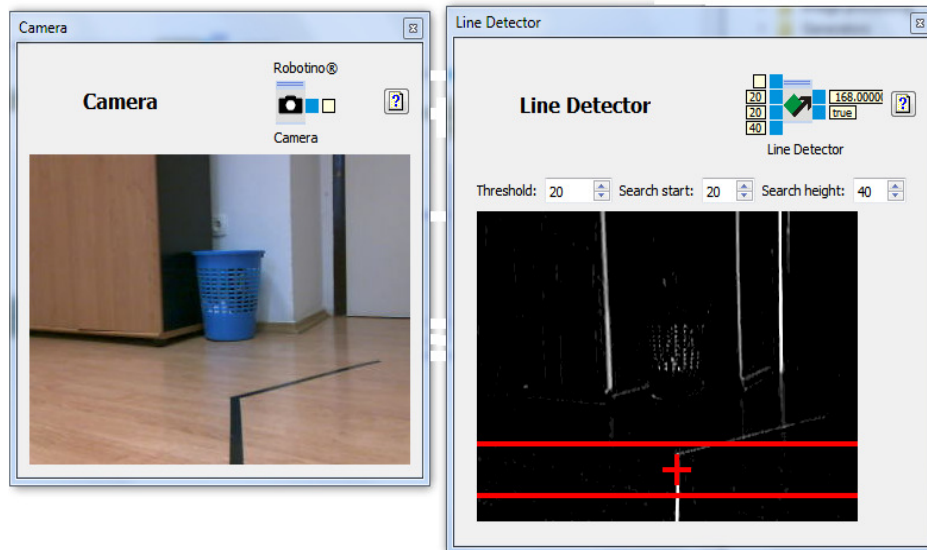 Camera
Robotino®
Camera
Camera
Line Detector
Line Detector
20
20
40
168.0000
true
Line Detector
Threshold: 20 Search start: 20 Search height: 40